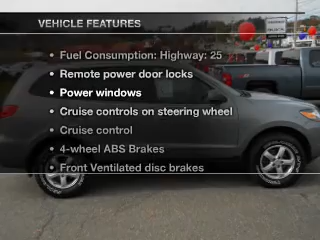 VEHICLE FEATURES
• Fuel Consumption: Highway: 25
• Remote power door locks
• Power windows
• Cruise controls on steering wheel
• Cruise control
• 4-wheel ABS Brakes
• Front Ventilated disc brakes